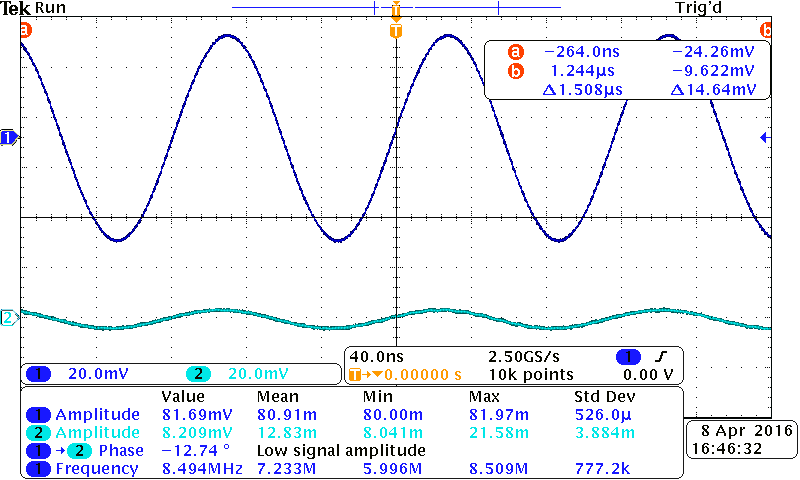 Tek Run Trig'd
T
a T b
a −264.0ns −24.26mV
b 1.244µs −9.622mV
Δ1.508µs Δ14.64mV
1
2
1 20.0mV 2 20.0mV
40.0ns 2.50GS/s 1
T→▾0.00000 s 10k points 0.00 V
Value Mean Min Max Std Dev
1 Amplitude 81.69mV 80.91m 80.00m 81.97m 526.0µ
2 Amplitude 8.209mV 12.83m 8.041m 21.58m 3.884m
1 → 2 Phase −12.74 ° Low signal amplitude
1 Frequency 8.494MHz 7.233M 5.996M 8.509M 777.2k
8 Apr 2016
16:46:32